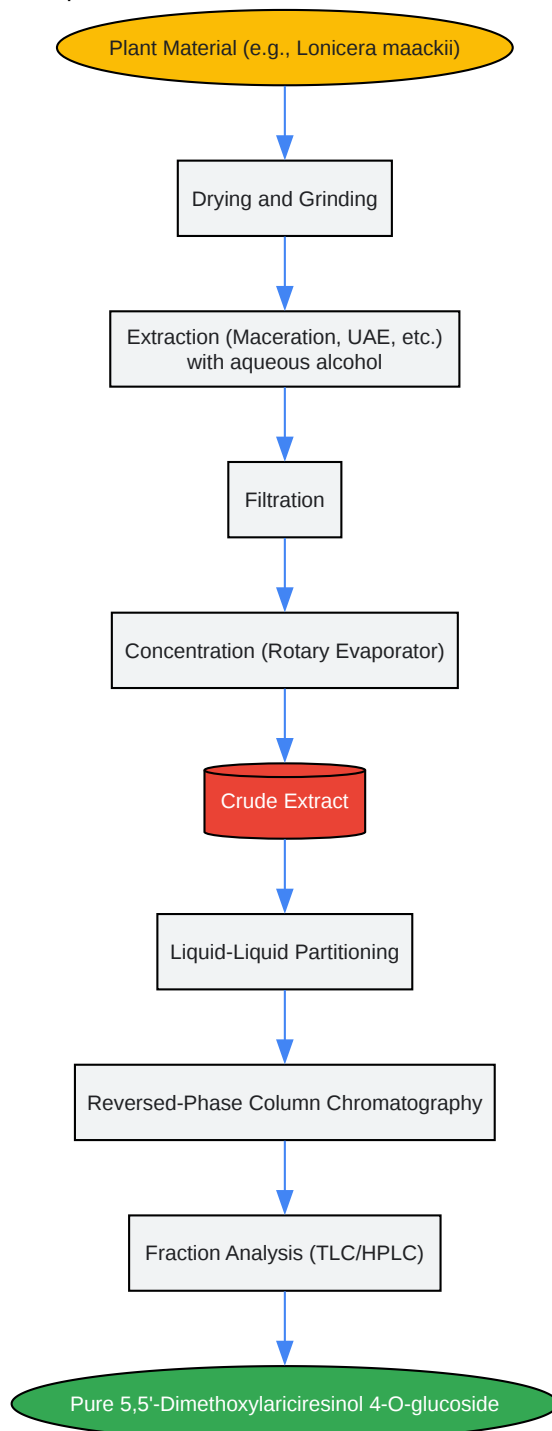 Plant Material (e.g., Lonicera maackii)
Drying and Grinding
Extraction (Maceration, UAE, etc.)
with aqueous alcohol
Filtration
Concentration (Rotary Evaporator)
Crude Extract
Liquid-Liquid Partitioning
Reversed-Phase Column Chromatography
Fraction Analysis (TLC/HPLC)
Pure 5,5'-Dimethoxylariciresinol 4-O-glucoside